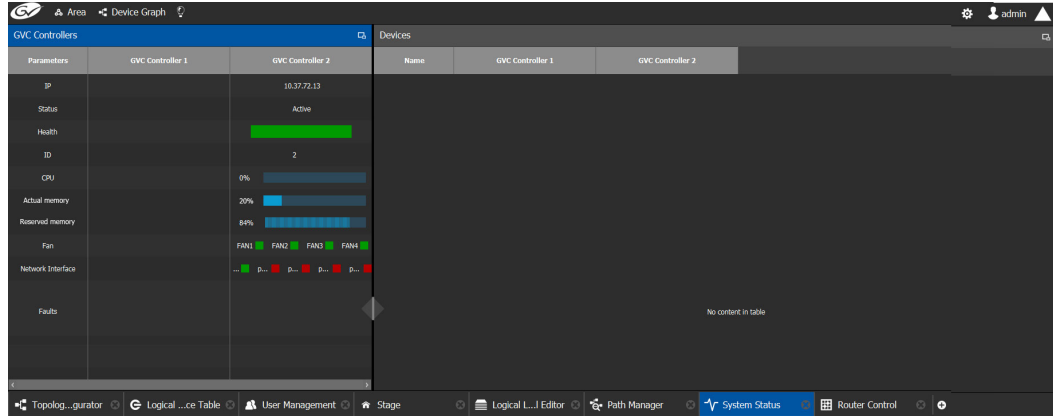 GV Area Device Graph admin
GVC Controllers Devices
Parameters GVC Controller 1 GVC Controller 2 Name GVC Controller 1 GVC Controller 2
IP 10.37.72.13
Status Active
Health
ID 2
CPU 0%
Actual memory 20%
Reserved memory 84%
Fan FAN1 FAN2 FAN3 FAN4
Network Interface ... p... p... p... p...
Faults No content in table
Topolog...gurator Logical ...ce Table User Management Stage Logical L...l Editor Path Manager System Status Router Control